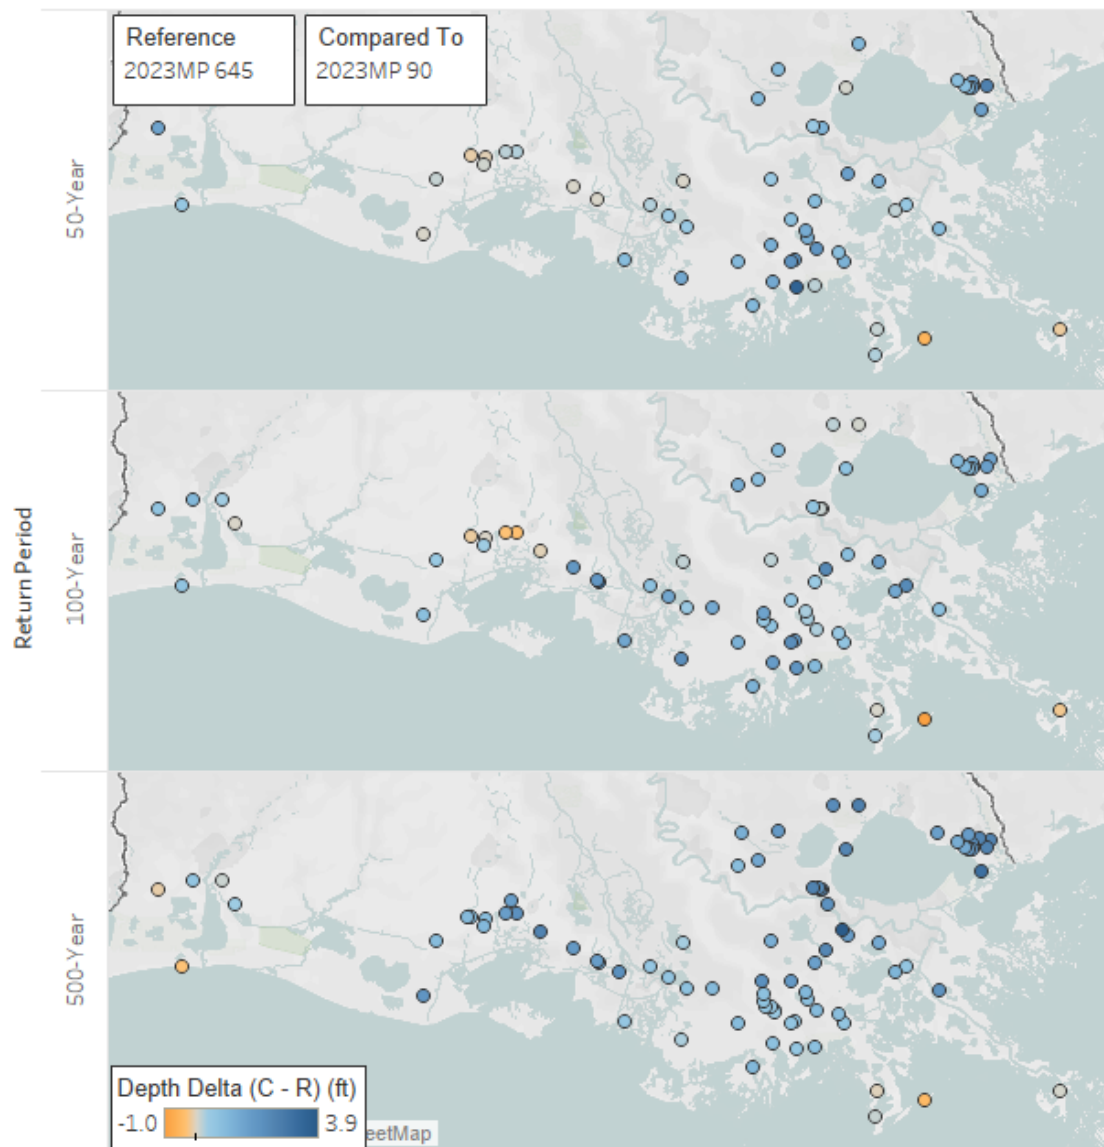 Reference
2023MP 645
Compared To
2023MP 90
50-Year
100-Year
500-Year
Return Period
Depth Delta (C - R) (ft)
-1.0
3.9
eetMap